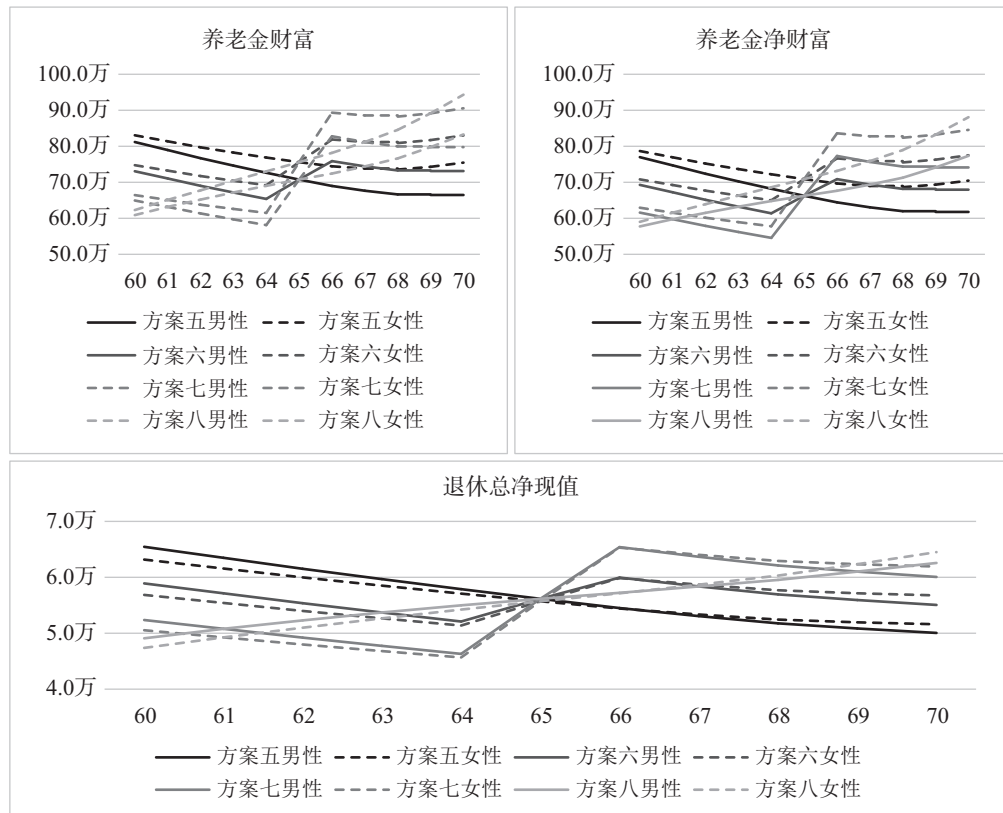 养老金财富
100.0万
90.0万
80.0万
70.0万
60.0万
50.0万
60 61 62 63 64 65 66 67 68 69 70
方案五男性 方案五女性
方案六男性 方案六女性
方案七男性 方案七女性
方案八男性 方案八女性
养老金净财富
100.0万
90.0万
80.0万
70.0万
60.0万
50.0万
60 61 62 63 64 65 66 67 68 69 70
方案五男性 方案五女性
方案六男性 方案六女性
方案七男性 方案七女性
方案八男性 方案八女性
退休总净现值
7.0万
6.0万
5.0万
4.0万
60 61 62 63 64 65 66 67 68 69 70
方案五男性 方案五女性 方案六男性 方案六女性
方案七男性 方案七女性 方案八男性 方案八女性